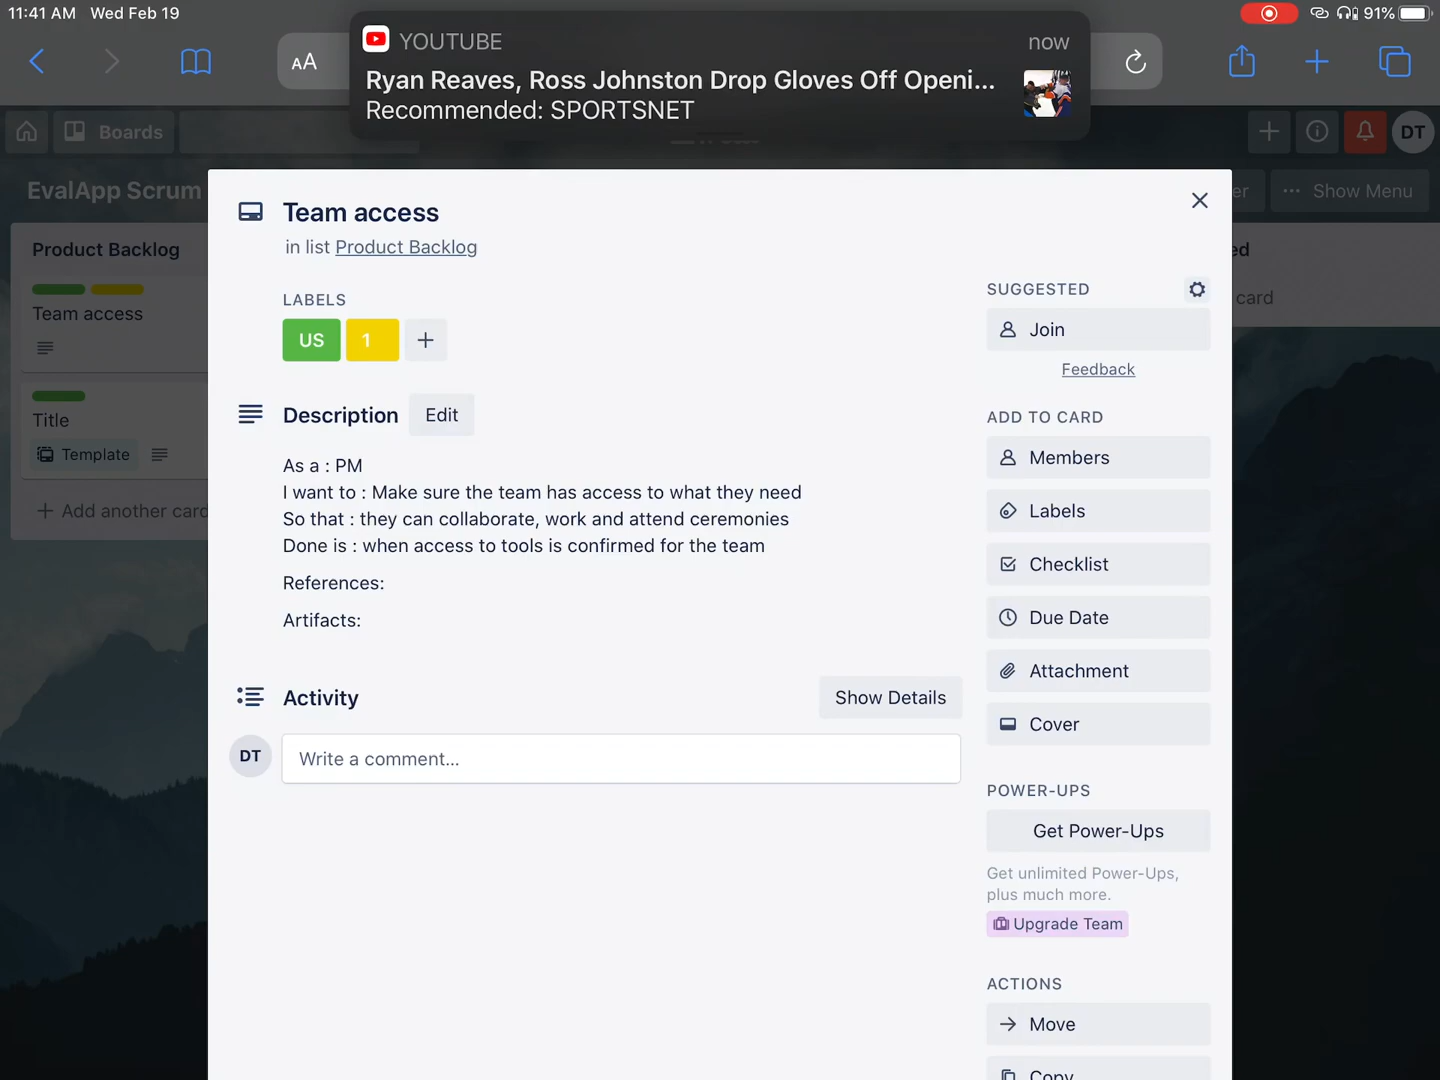 11:41 AM Wed Feb 19
91%
AA
YOUTUBE
now
Ryan Reaves, Ross Johnston Drop Gloves Off Openi...
Recommended: SPORTSNET
Boards
DT
EvalApp Scrum
er
Show Menu
Product Backlog
Team access
Title
Template
Add another card
ed
card
Team access
in list Product Backlog
LABELS
US 1
Description Edit
As a : PM
I want to : Make sure the team has access to what they need
So that : they can collaborate, work and attend ceremonies
Done is : when access to tools is confirmed for the team
References:
Artifacts:
Activity
Show Details
DT
Write a comment...
SUGGESTED
Join
Feedback
ADD TO CARD
Members
Labels
Checklist
Due Date
Attachment
Cover
POWER-UPS
Get Power-Ups
Get unlimited Power-Ups,
plus much more.
Upgrade Team
ACTIONS
Move
Copy